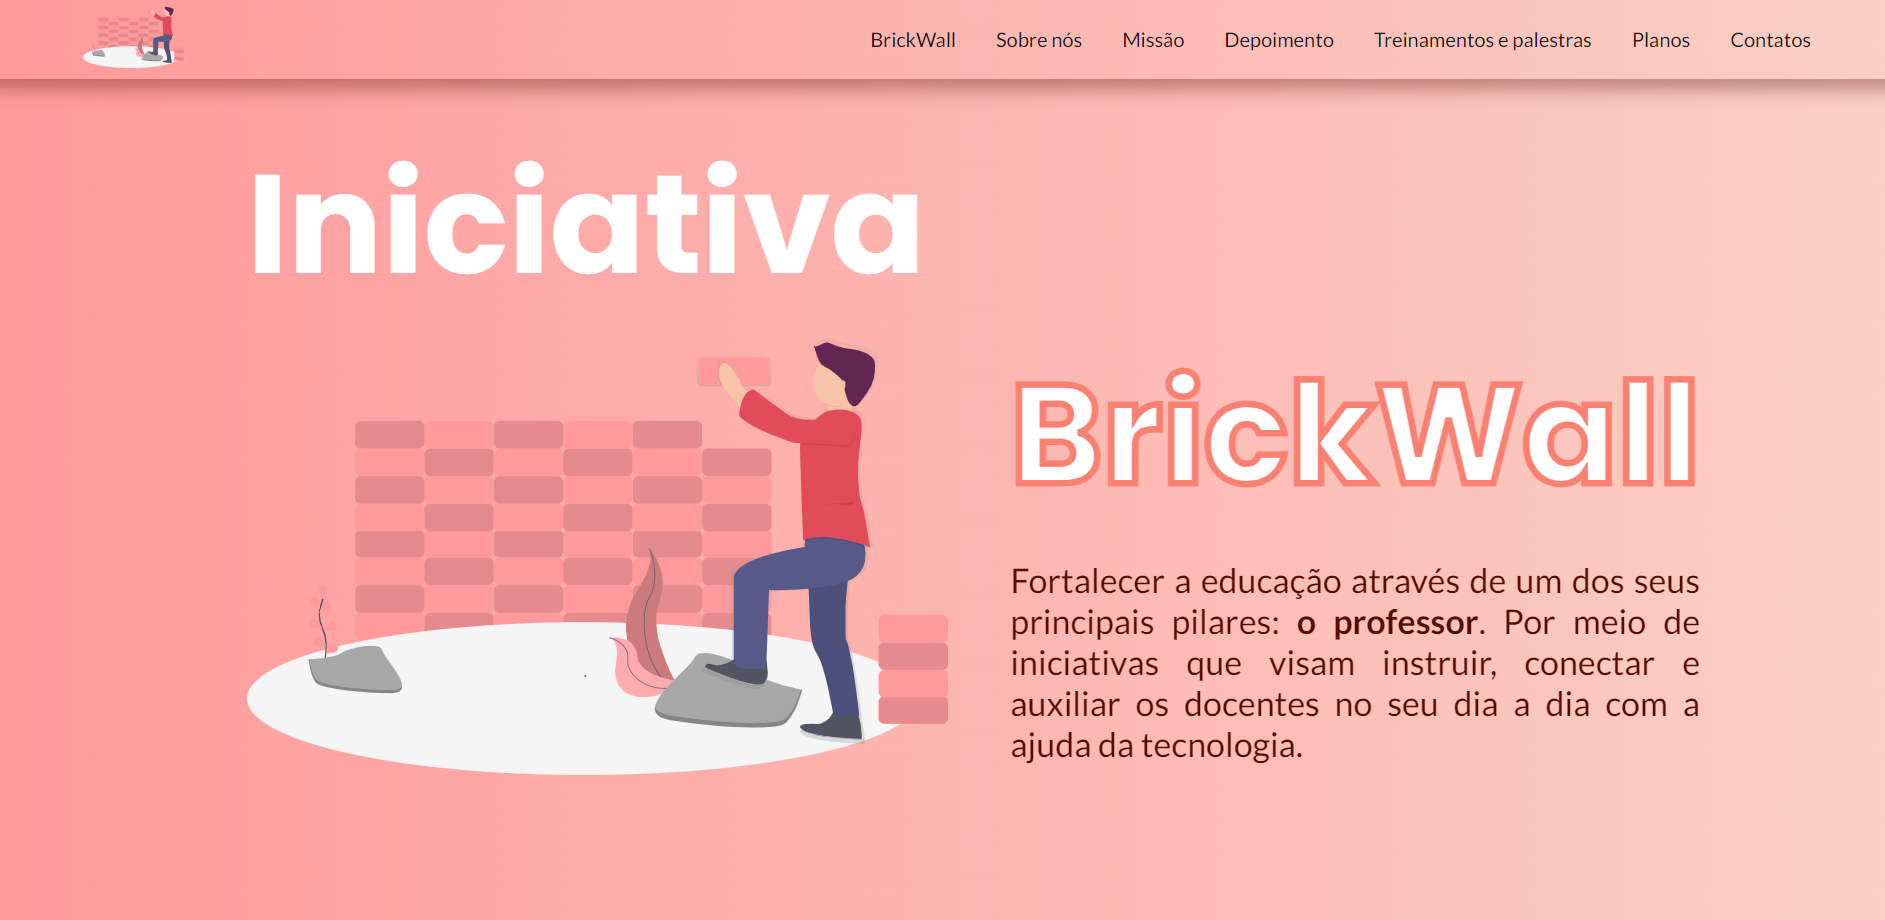 BrickWall Sobre nós Missão Depoimento Treinamentos e palestras Planos Contatos
Iniciativa
BrickWall
Fortalecer a educação através de um dos seus
principais pilares: o professor. Por meio de
iniciativas que visam instruir, conectar e
auxiliar os docentes no seu dia a dia com a
ajuda da tecnologia.